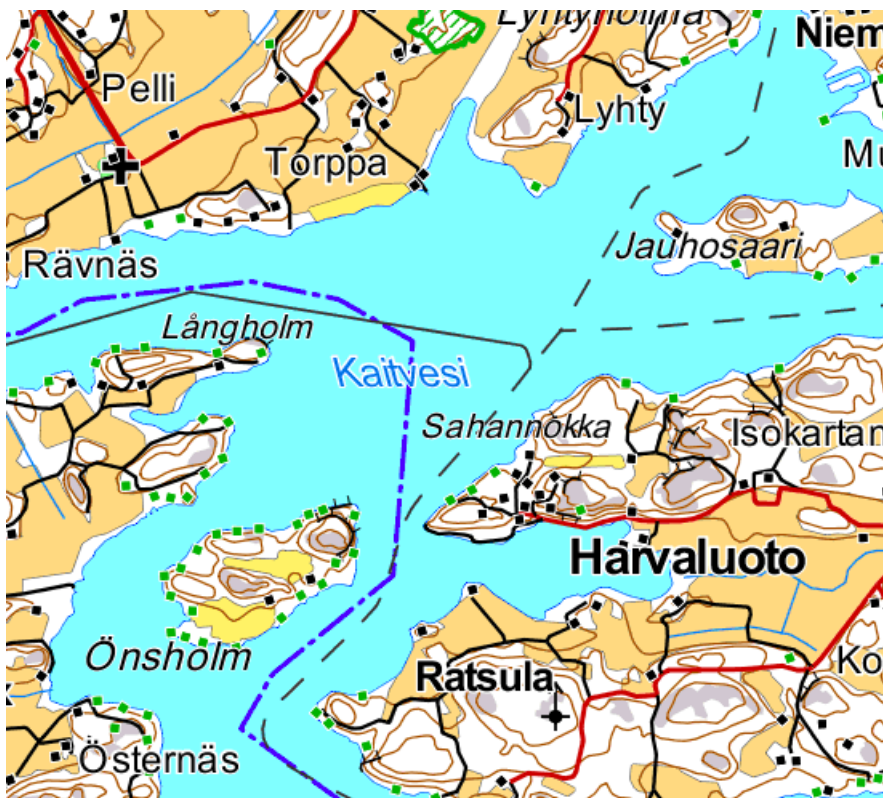 Lyhtyholma
Niem
Pelli
Lyhty
Torppa
Mu
Jauhosaari
Rävnäs
Långholm
Kaitvesi
Sahannokka
Isokartan
Harvaluoto
Önsholm
Ratsula
Ko
Östernäs